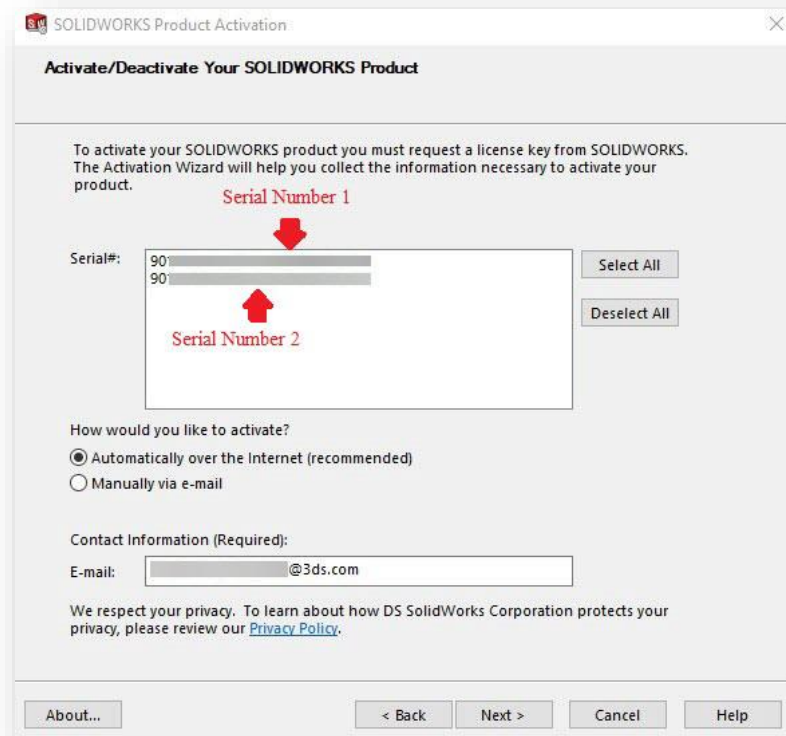 SOLIDWORKS Product Activation
Activate/Deactivate Your SOLIDWORKS Product
To activate your SOLIDWORKS product you must request a license key from SOLIDWORKS.
The Activation Wizard will help you collect the information necessary to activate your
product.
Serial Number 1
Serial#:
901
901
Select All
Deselect All
Serial Number 2
How would you like to activate?
Automatically over the Internet (recommended)
Manually via e-mail
Contact Information (Required):
E-mail:
@3ds.com
We respect your privacy. To learn about how DS SolidWorks Corporation protects your
privacy, please review our Privacy Policy.
About...
< Back
Next >
Cancel
Help